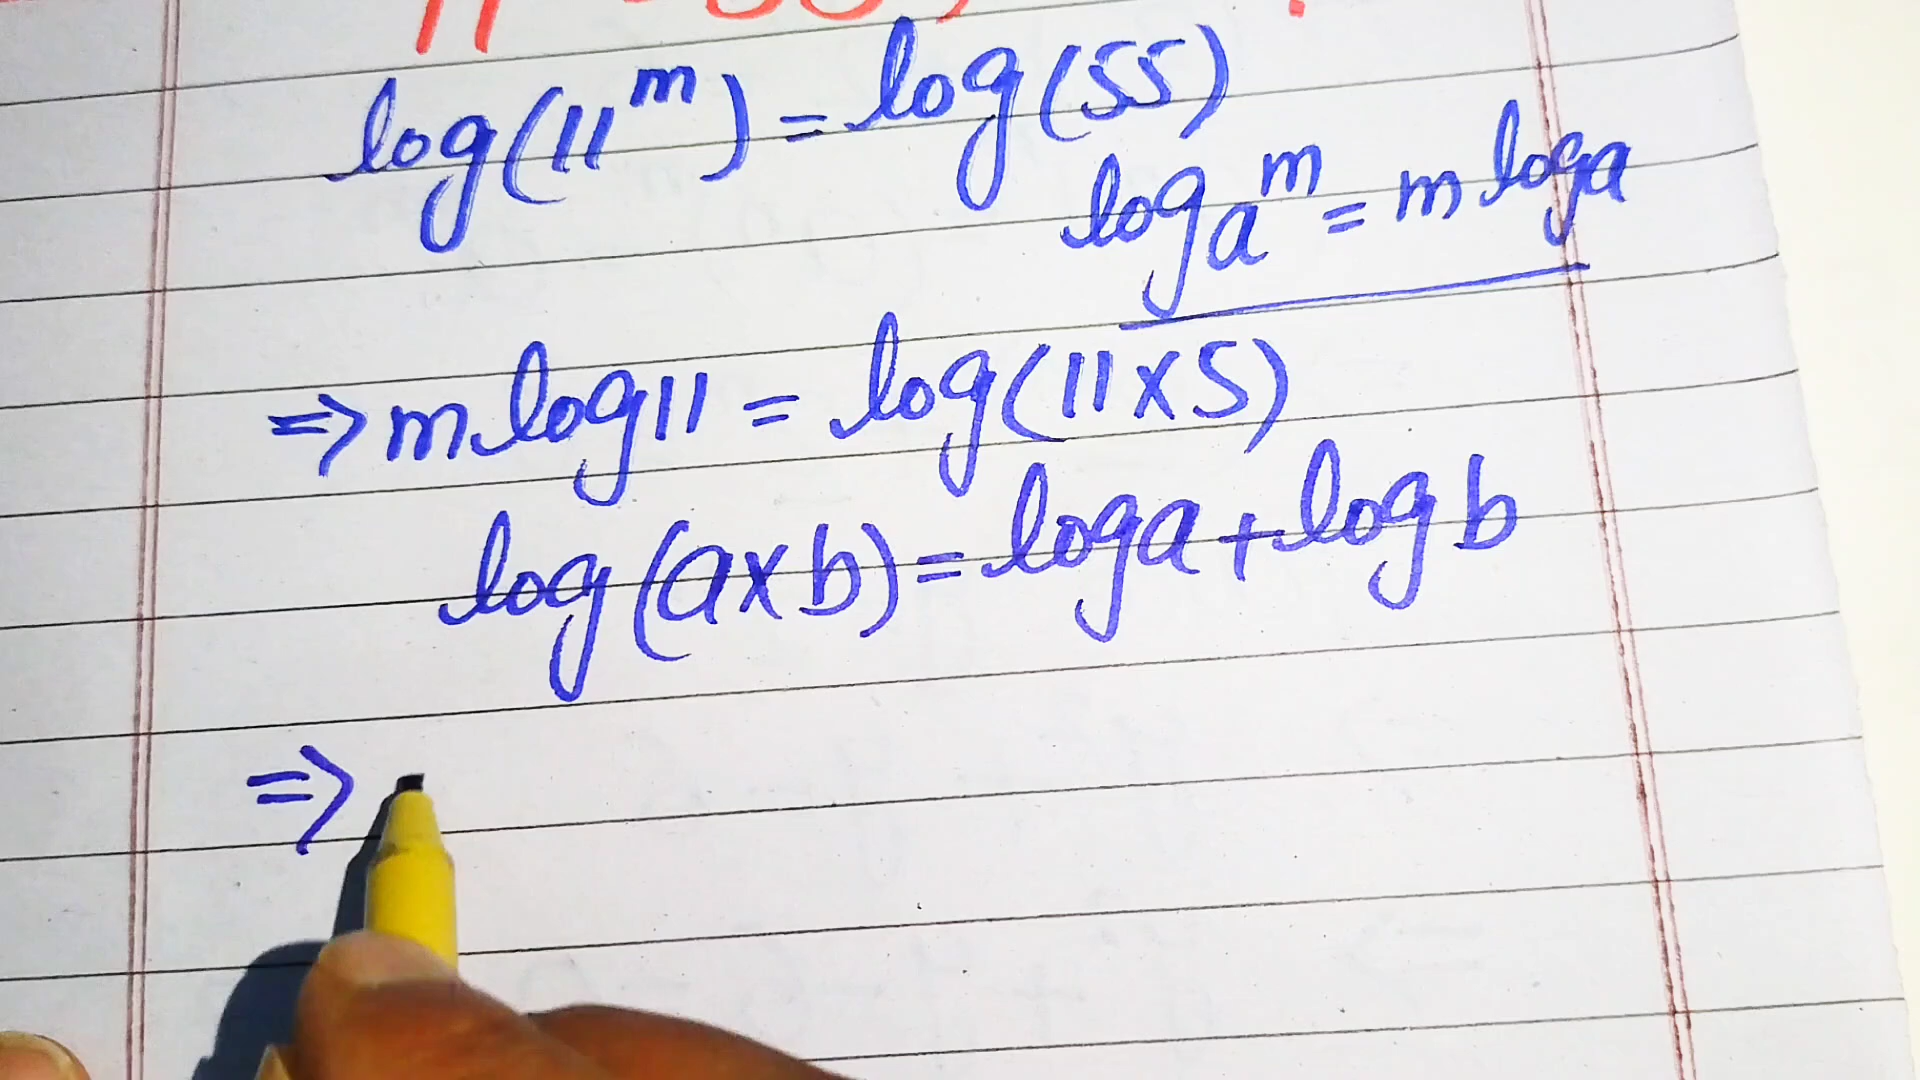 log(11^m) = log(55)
log a^m = m log a
=> m log 11 = log(11 x 5)
log(a x b) = log a + log b
=>